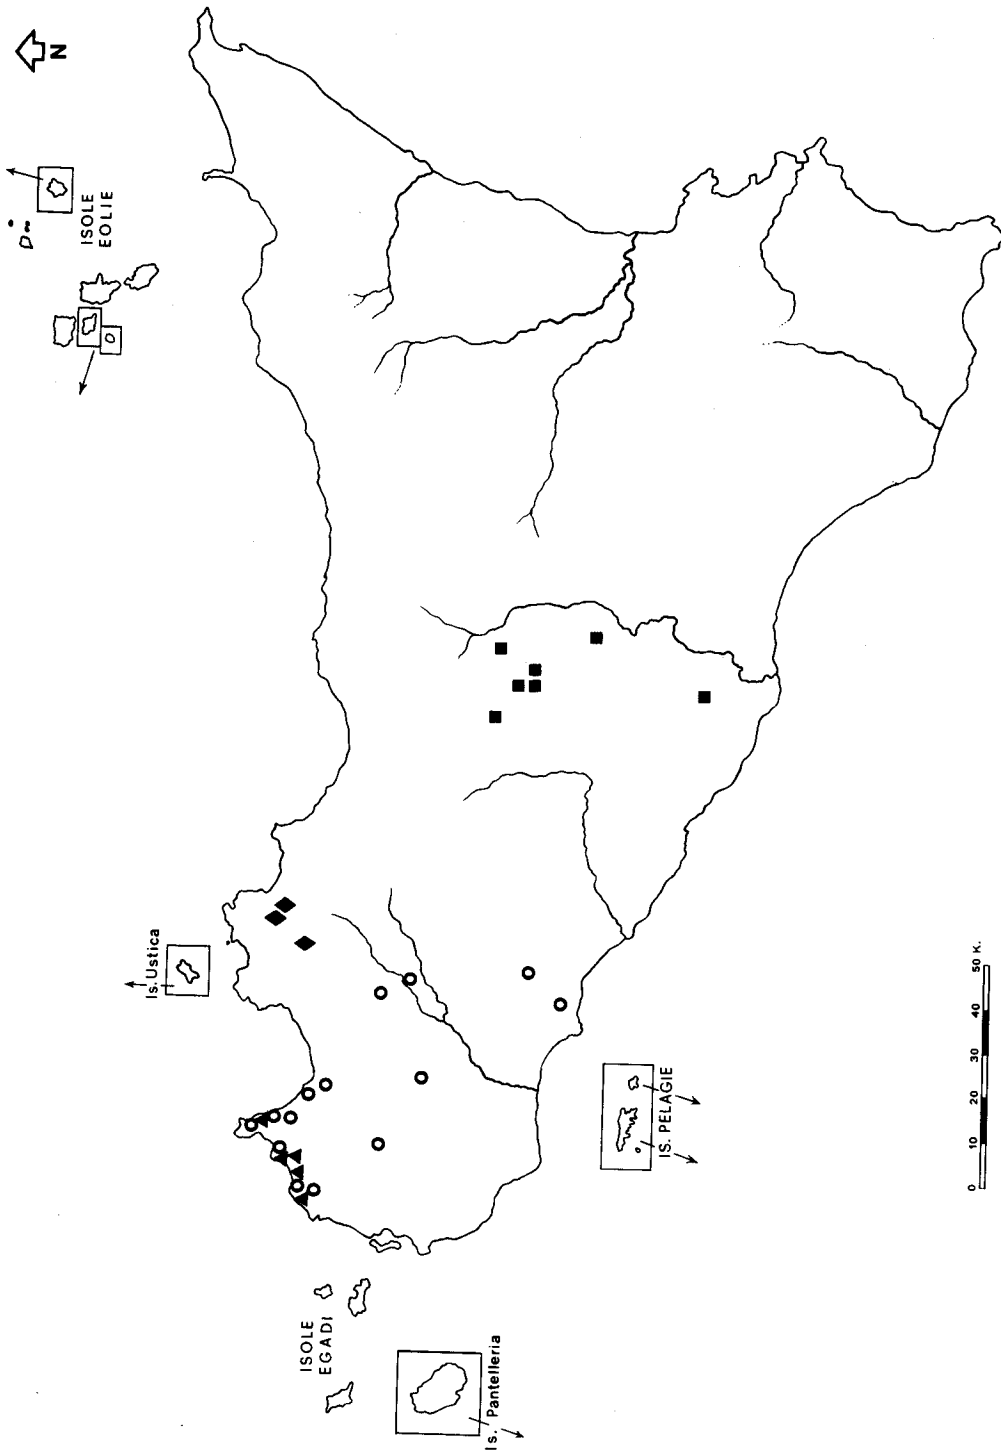 N
ISOLE
EOLIE
Is.Ustica
ISOLE
EGADI
Is. Pantelleria
IS. PELAGIE
0 10 20 30 40 50 K.